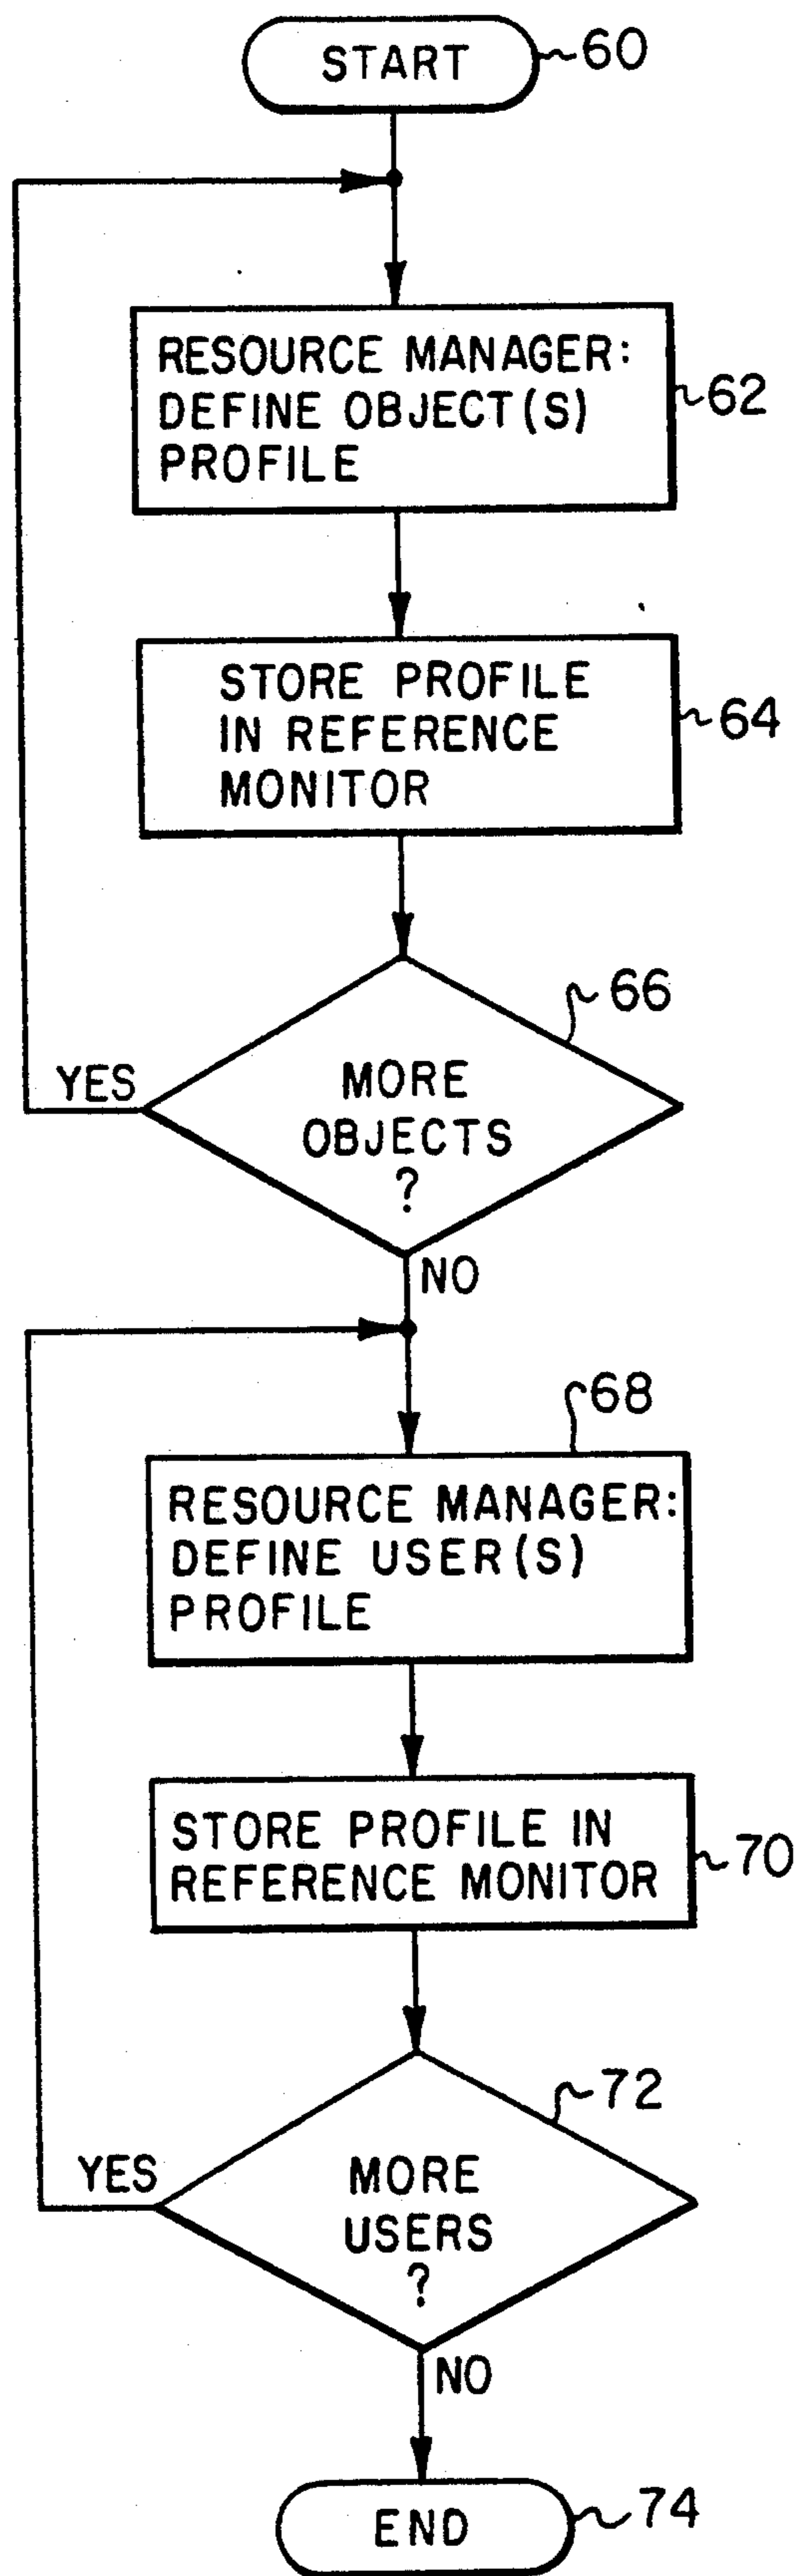 START
60
RESOURCE MANAGER:
DEFINE OBJECT(S)
PROFILE
62
STORE PROFILE
IN REFERENCE
MONITOR
64
66
YES
MORE
OBJECTS
?
NO
68
RESOURCE MANAGER:
DEFINE USER(S)
PROFILE
STORE PROFILE IN
REFERENCE MONITOR
70
72
YES
MORE
USERS
?
NO
END
74